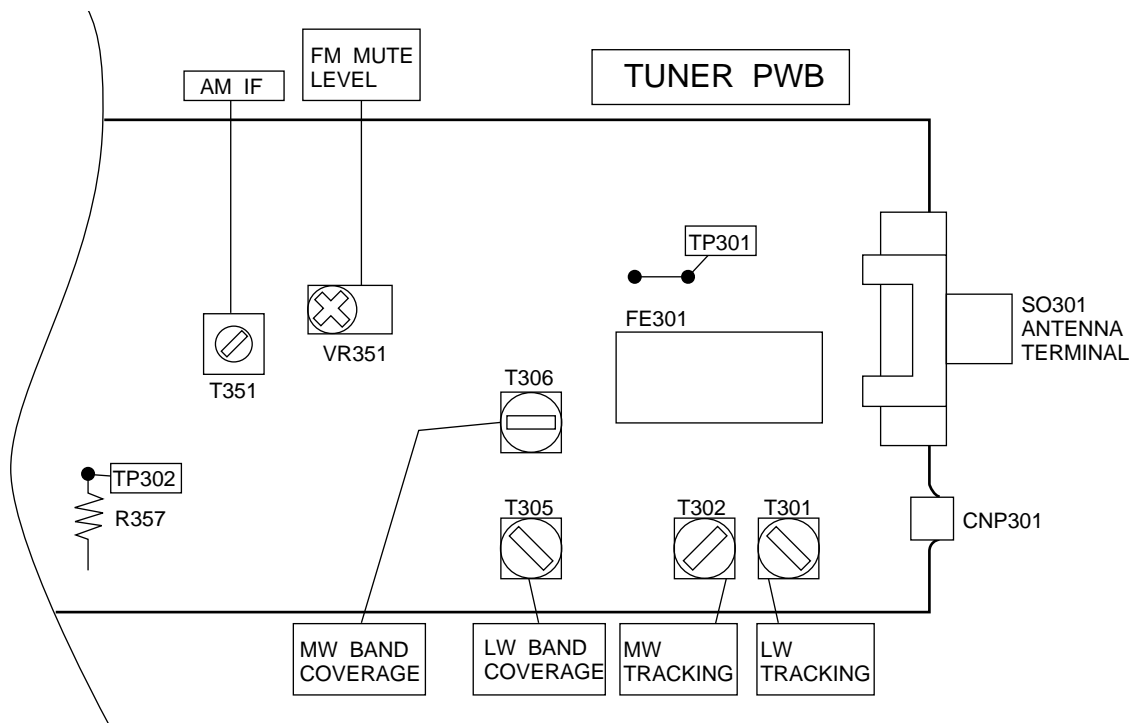 FM MUTE
LEVEL
AM IF
TUNER PWB
TP301
SO301
ANTENNA
TERMINAL
FE301
VR351
T351
T306
TP302
R357
T305
T302
T301
CNP301
MW BAND
COVERAGE
LW BAND
COVERAGE
MW
TRACKING
LW
TRACKING